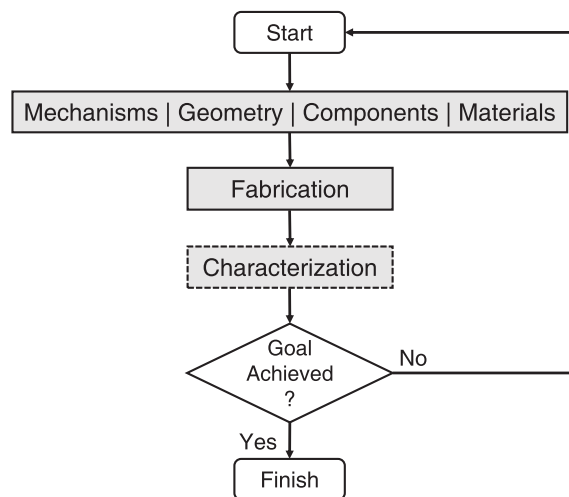 Start
Mechanisms | Geometry | Components | Materials
Fabrication
Characterization
Goal
Achieved
?
No
Yes
Finish